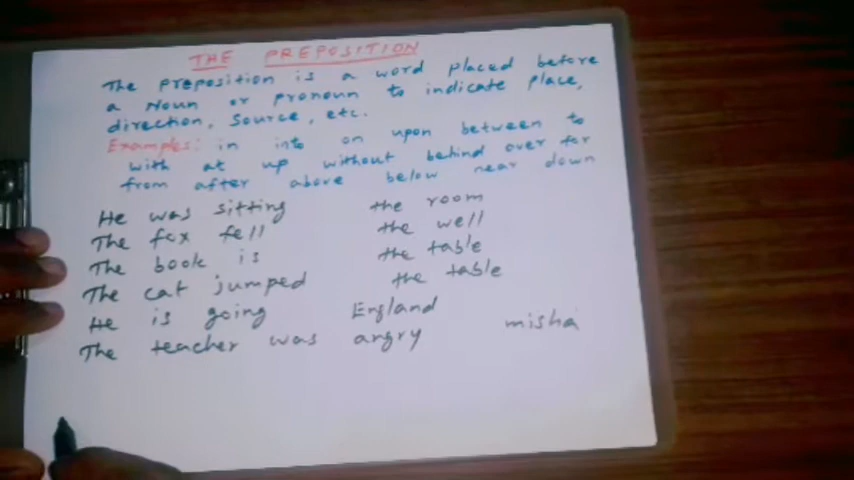 THE PREPOSITION
The preposition is a word placed before
a Noun or pronoun to indicate place,
direction, source, etc.
Examples: in into on upon between to
with at up without behind over for
from after above below near down
He was sitting the room
The fox fell the well
The book is the table
The cat jumped the table
He is going England
The teacher was angry misha